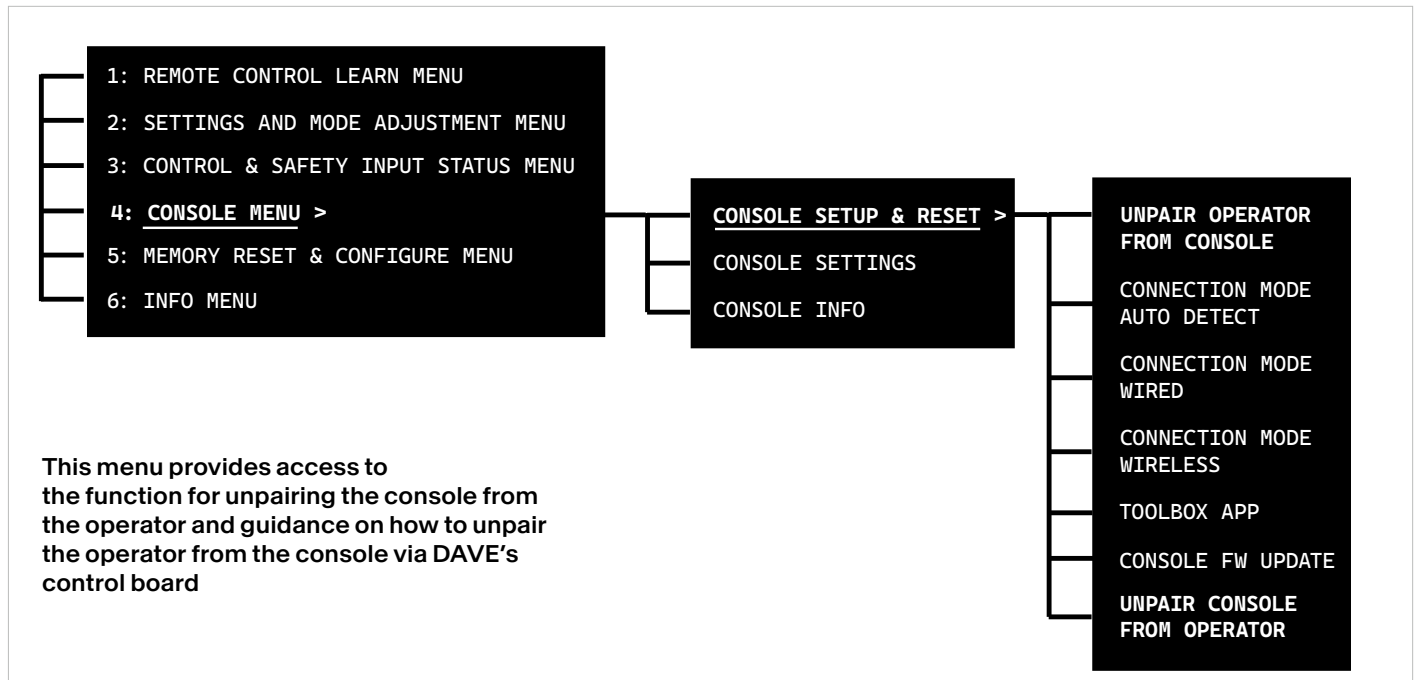 1: REMOTE CONTROL LEARN MENU
2: SETTINGS AND MODE ADJUSTMENT MENU
3: CONTROL & SAFETY INPUT STATUS MENU
4: CONSOLE MENU >
5: MEMORY RESET & CONFIGURE MENU
6: INFO MENU
CONSOLE SETUP & RESET >
CONSOLE SETTINGS
CONSOLE INFO
UNPAIR OPERATOR
FROM CONSOLE
CONNECTION MODE
AUTO DETECT
CONNECTION MODE
WIRED
CONNECTION MODE
WIRELESS
TOOLBOX APP
CONSOLE FW UPDATE
UNPAIR CONSOLE
FROM OPERATOR
This menu provides access to
the function for unpairing the console from
the operator and guidance on how to unpair
the operator from the console via DAVE’s
control board